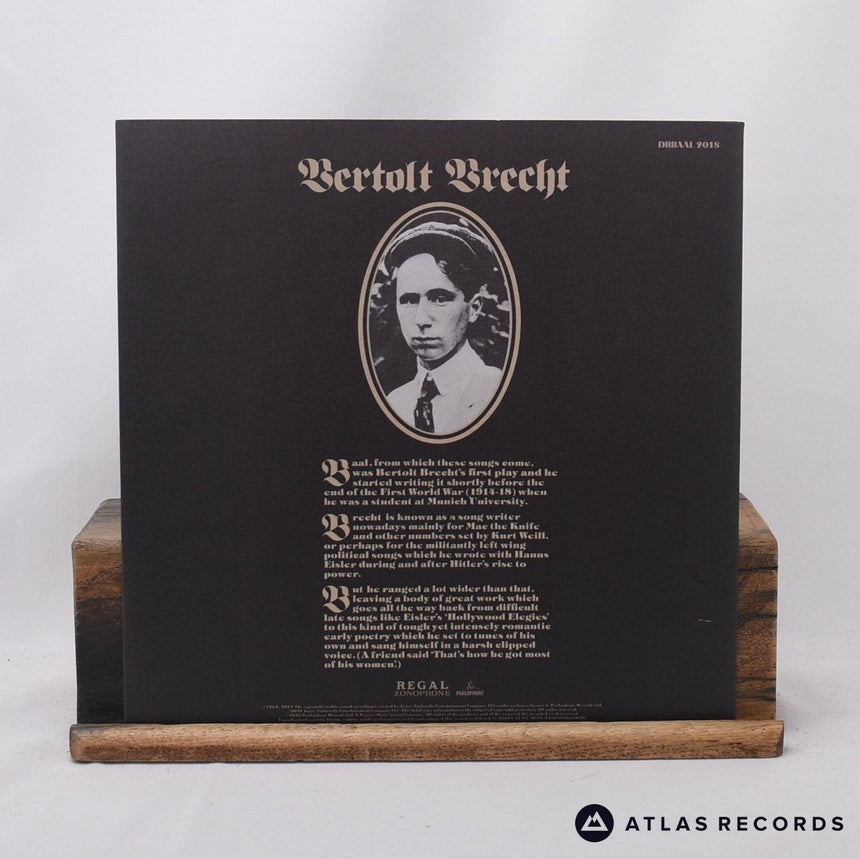 DBBAAL 2018
Bertolt Brecht
Baal, from which these songs come,
was Bertolt Brecht's first play and he
started writing it shortly before the
end of the First World War (1914-18) when
he was a student at Munich University.
Brecht is known as a song writer
nowadays mainly for Mac the Knife
and other numbers set by Kurt Weill,
or perhaps for the militantly left wing
political songs which he wrote with Hanns
Eisler during and after Hitler's rise to
power.
But he ranged a lot wider than that,
leaving a body of great work which
goes all the way back from difficult
late songs like Eisler's 'Hollywood Elegies'
to this kind of tough yet intensely romantic
early poetry which he set to tunes of his
own and sang himself in a harsh clipped
voice. (A friend said 'That's how he got most
of his women'.)
REGAL
ZONOPHONE
PARLOPHONE
ATLAS RECORDS